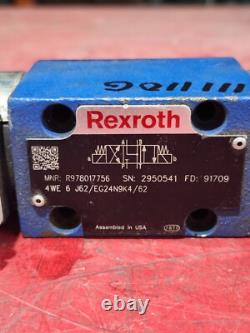 Rexroth
a A B b
P T
MNR: R978017756 SN: 2950541 FD: 91709
4WE 6 J62/EG24N9K4/62
Assembled in USA